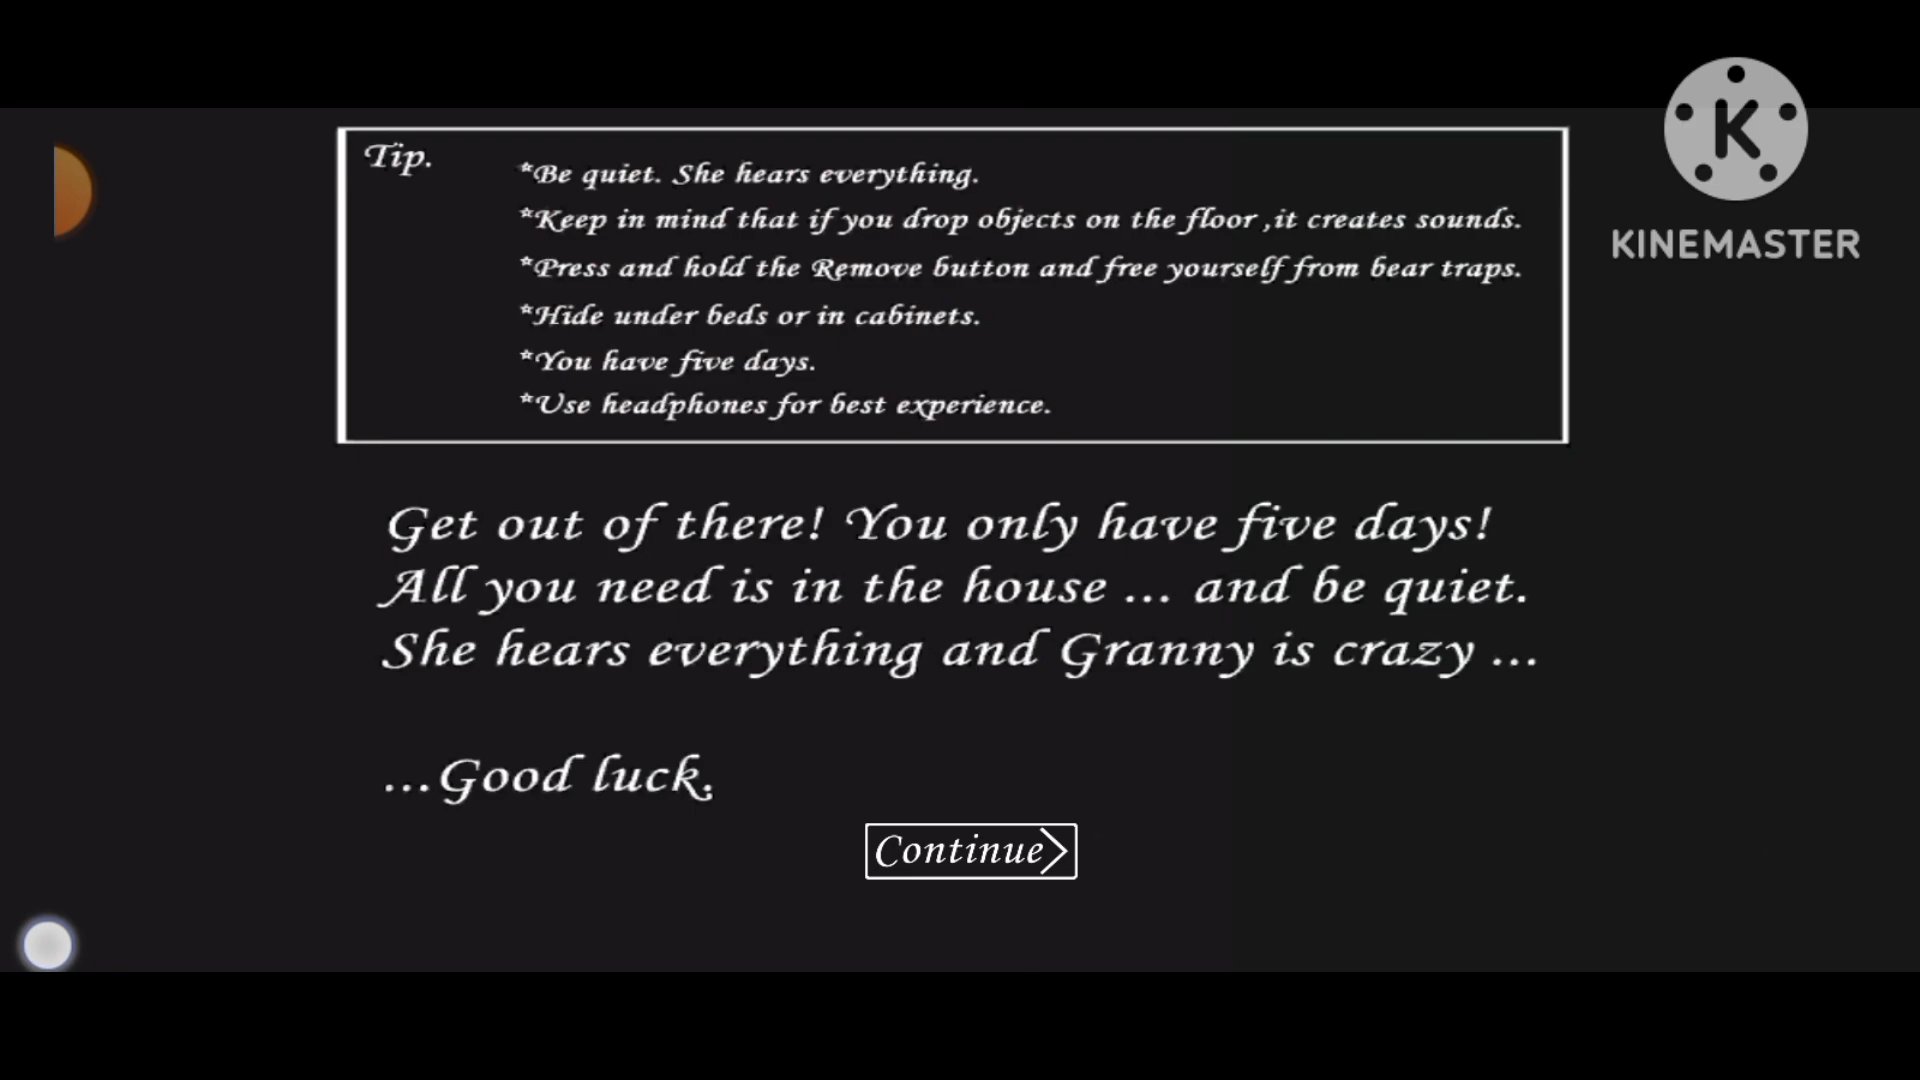 Tip.
*Be quiet. She hears everything.
*Keep in mind that if you drop objects on the floor ,it creates sounds.
*Press and hold the Remove button and free yourself from bear traps.
*Hide under beds or in cabinets.
*You have five days.
*Use headphones for best experience.
K
KINEMASTER
Get out of there! You only have five days!
All you need is in the house ... and be quiet.
She hears everything and Granny is crazy ...
...Good luck.
Continue>